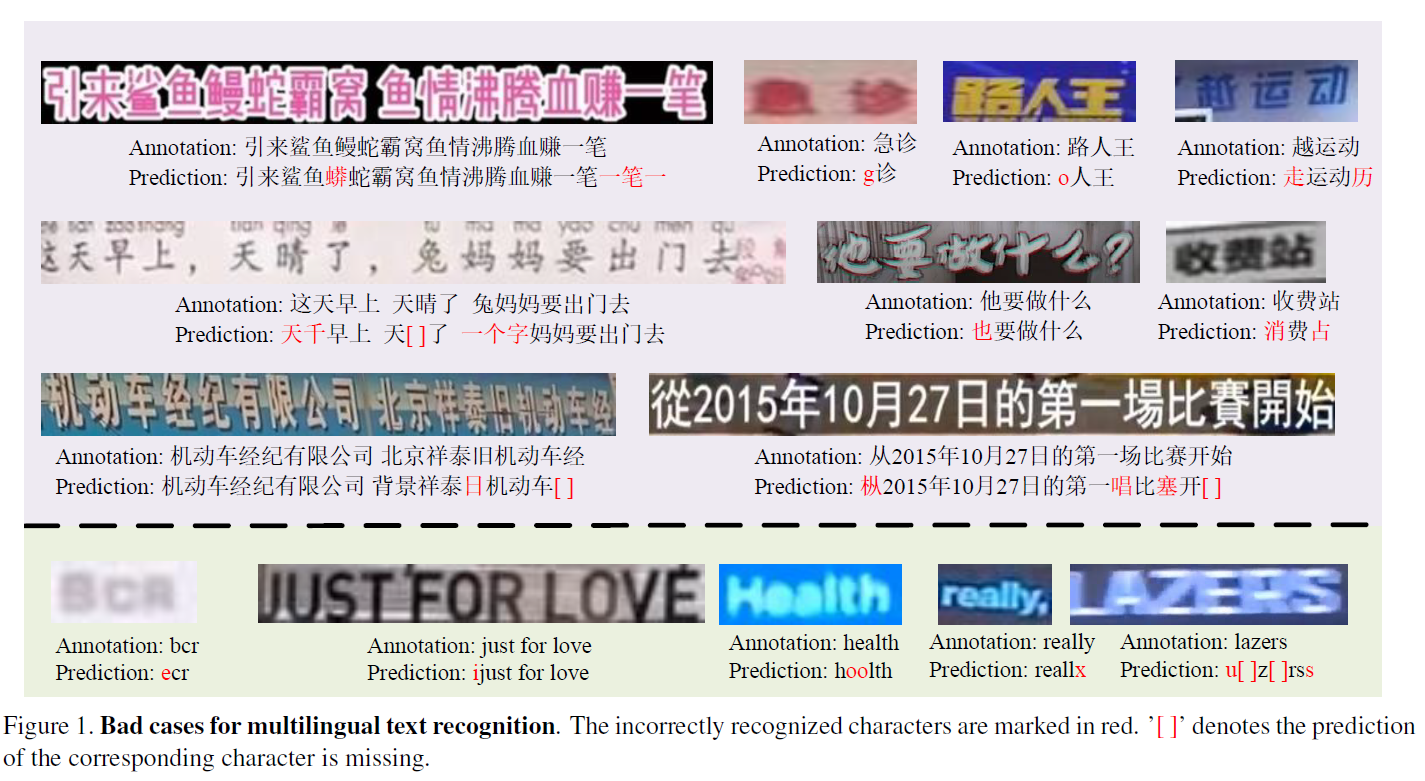 引来鲨鱼鳗蛇霸窝 鱼情沸腾血赚一笔
急诊
路人王
越运动
Annotation: 引来鲨鱼鳗蛇霸窝鱼情沸腾血赚一笔
Prediction: 引来鲨鱼蟒蛇霸窝鱼情沸腾血赚一笔一笔一
Annotation: 急诊
Prediction: g诊
Annotation: 路人王
Prediction: o人王
Annotation: 越运动
Prediction: 走运动历
zaoshang tian qing le tu ma ma yao chu men qu
这天早上，天晴了，兔妈妈要出门去
他要做什么？
收费站
Annotation: 这天早上 天晴了 兔妈妈要出门去
Prediction: 天千早上 天[ ]了 一个字妈妈要出门去
Annotation: 他要做什么
Prediction: 也要做什么
Annotation: 收费站
Prediction: 消费占
机动车经纪有限公司 北京祥泰旧机动车经
從2015年10月27日的第一場比賽開始
Annotation: 机动车经纪有限公司 北京祥泰旧机动车经
Prediction: 机动车经纪有限公司 背景祥泰日机动车[ ]
Annotation: 从2015年10月27日的第一场比赛开始
Prediction: 枞2015年10月27日的第一唱比塞开[ ]
BCR
JUST FOR LOVE
Health
really,
LAZERS
Annotation: bcr
Prediction: ecr
Annotation: just for love
Prediction: ijust for love
Annotation: health
Prediction: hoolth
Annotation: really
Prediction: reallx
Annotation: lazers
Prediction: u[ ]z[ ]rss
Figure 1. Bad cases for multilingual text recognition. The incorrectly recognized characters are marked in red. ’[ ]’ denotes the prediction
of the corresponding character is missing.